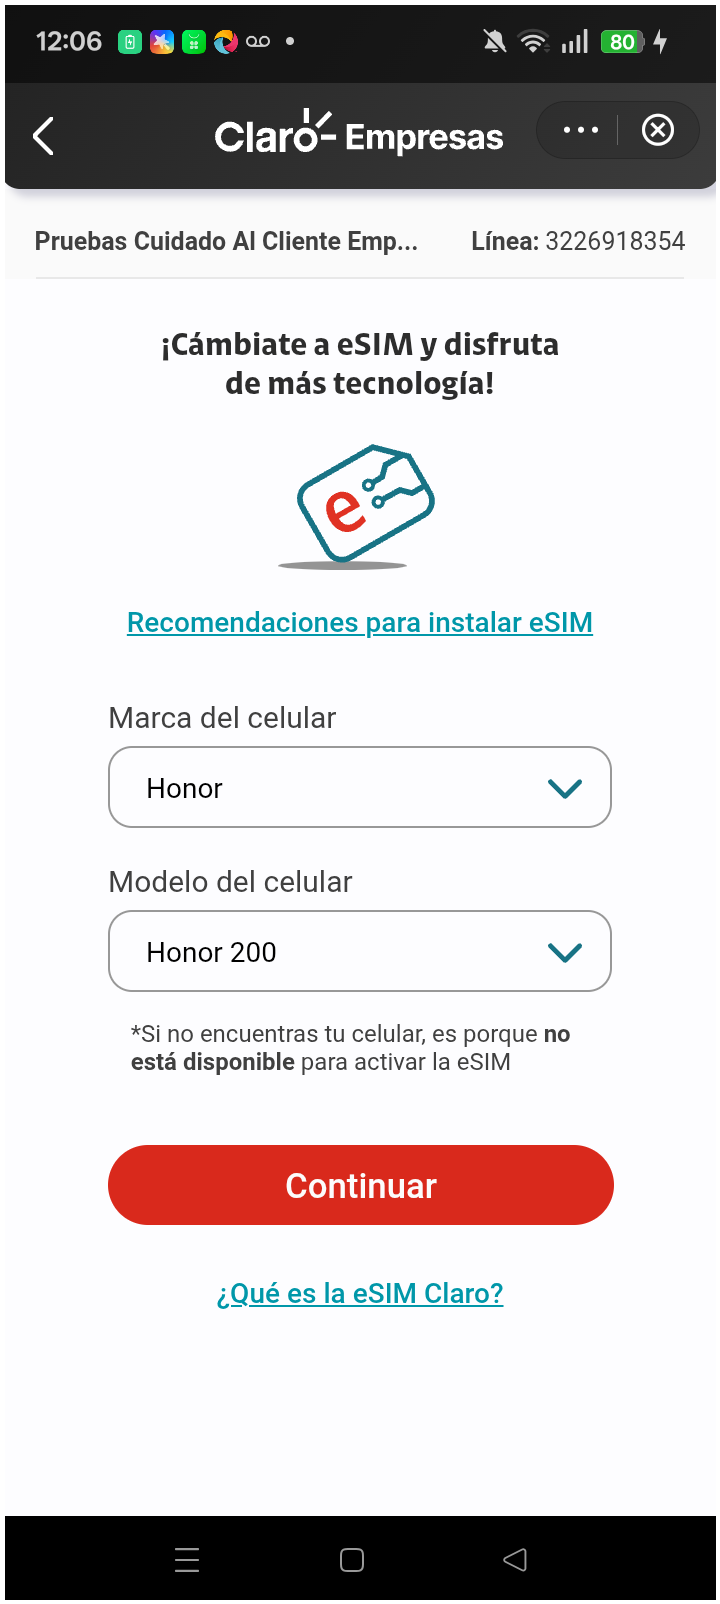 12:06
80
Claro Empresas
Pruebas Cuidado Al Cliente Emp... Línea: 3226918354
¡Cámbiate a eSIM y disfruta
de más tecnología!
e
Recomendaciones para instalar eSIM
Marca del celular
Honor
Modelo del celular
Honor 200
*Si no encuentras tu celular, es porque no
está disponible para activar la eSIM
Continuar
¿Qué es la eSIM Claro?